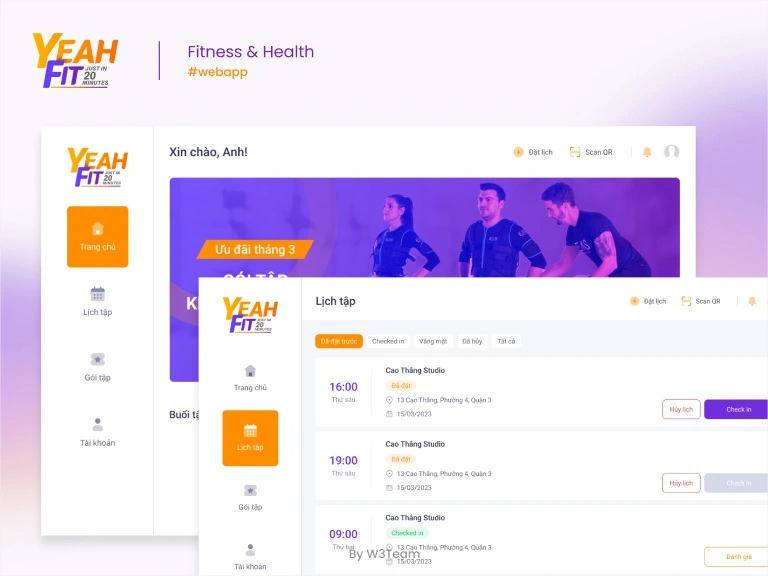 YEAH
FIT JUST IN 20 MINUTES
Fitness & Health
#webapp
YEAH
FIT JUST IN 20 MINUTES
Trang chủ
Lịch tập
Gói tập
Tài khoản
Xin chào, Anh!
Đặt lịch
Scan QR
Ưu đãi tháng 3
GÓI TẬP
K
Buổi tậ
YEAH
FIT JUST IN 20 MINUTES
Trang chủ
Lịch tập
Gói tập
Tài khoản
Lịch tập
Đặt lịch
Scan QR
Đã đặt trước
Checked in
Vắng mặt
Đã hủy
Tất cả
16:00
Thứ sáu
Cao Thắng Studio
Đã đặt
13 Cao Thắng, Phường 4, Quận 3
15/03/2023
Hủy lịch
Check in
19:00
Thứ sáu
Cao Thắng Studio
Đã đặt
13 Cao Thắng, Phường 4, Quận 3
15/03/2023
Hủy lịch
Check in
09:00
Thứ hai
Cao Thắng Studio
Checked in
13 Cao Thắng, Phường 4, Quận 3
15/03/2023
Đánh giá
By W3Team